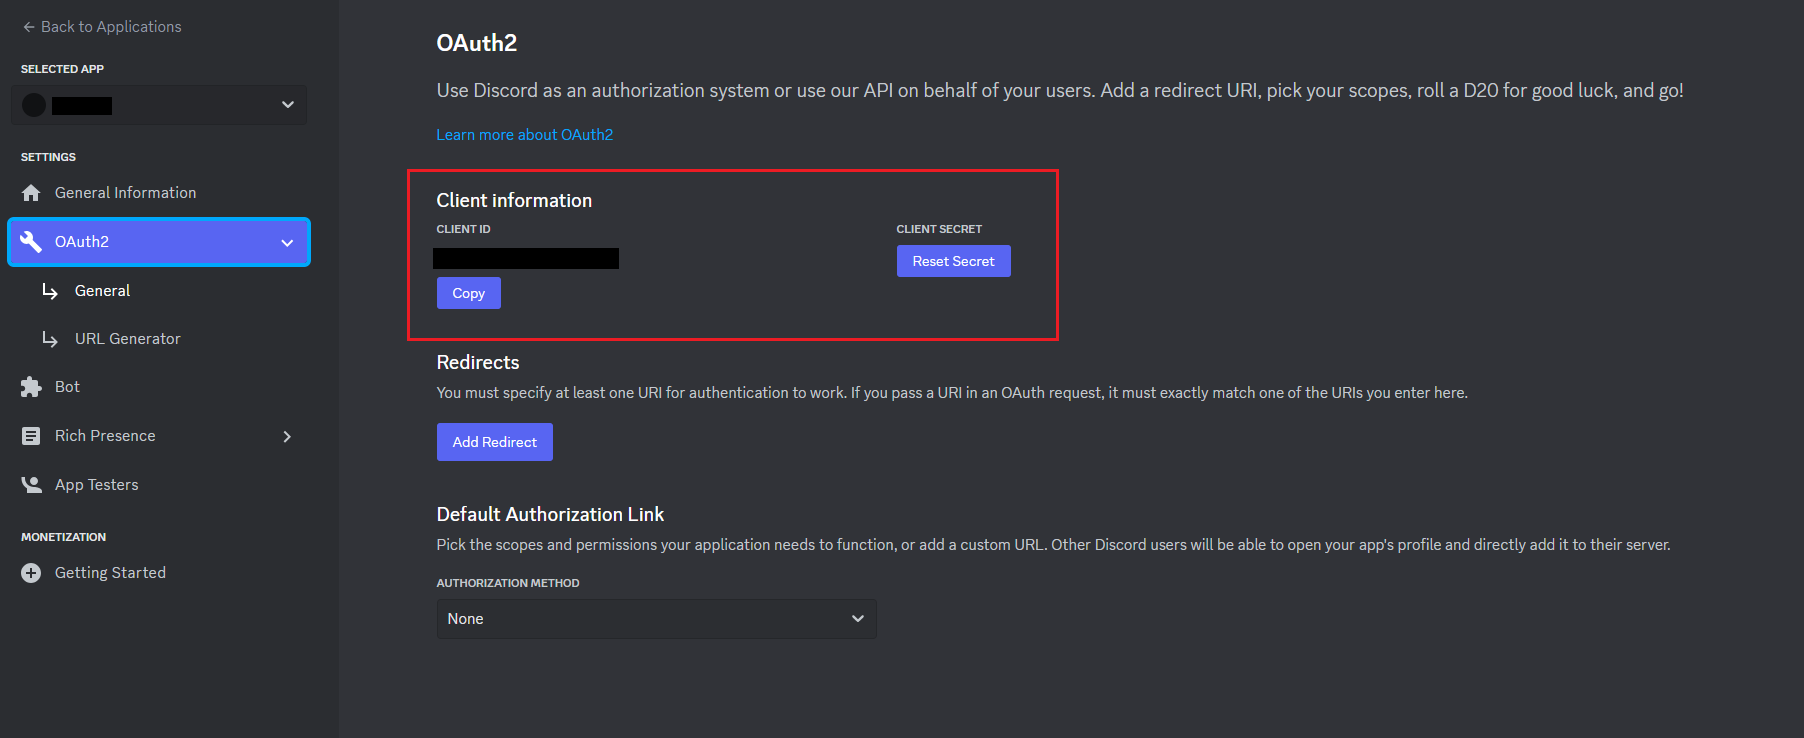 Back to Applications
SELECTED APP
SETTINGS
General Information
OAuth2
General
URL Generator
Bot
Rich Presence
App Testers
MONETIZATION
Getting Started
OAuth2
Use Discord as an authorization system or use our API on behalf of your users. Add a redirect URI, pick your scopes, roll a D20 for good luck, and go!
Learn more about OAuth2
Client information
CLIENT ID
CLIENT SECRET
Reset Secret
Copy
Redirects
You must specify at least one URI for authentication to work. If you pass a URI in an OAuth request, it must exactly match one of the URIs you enter here.
Add Redirect
Default Authorization Link
Pick the scopes and permissions your application needs to function, or add a custom URL. Other Discord users will be able to open your app's profile and directly add it to their server.
AUTHORIZATION METHOD
None